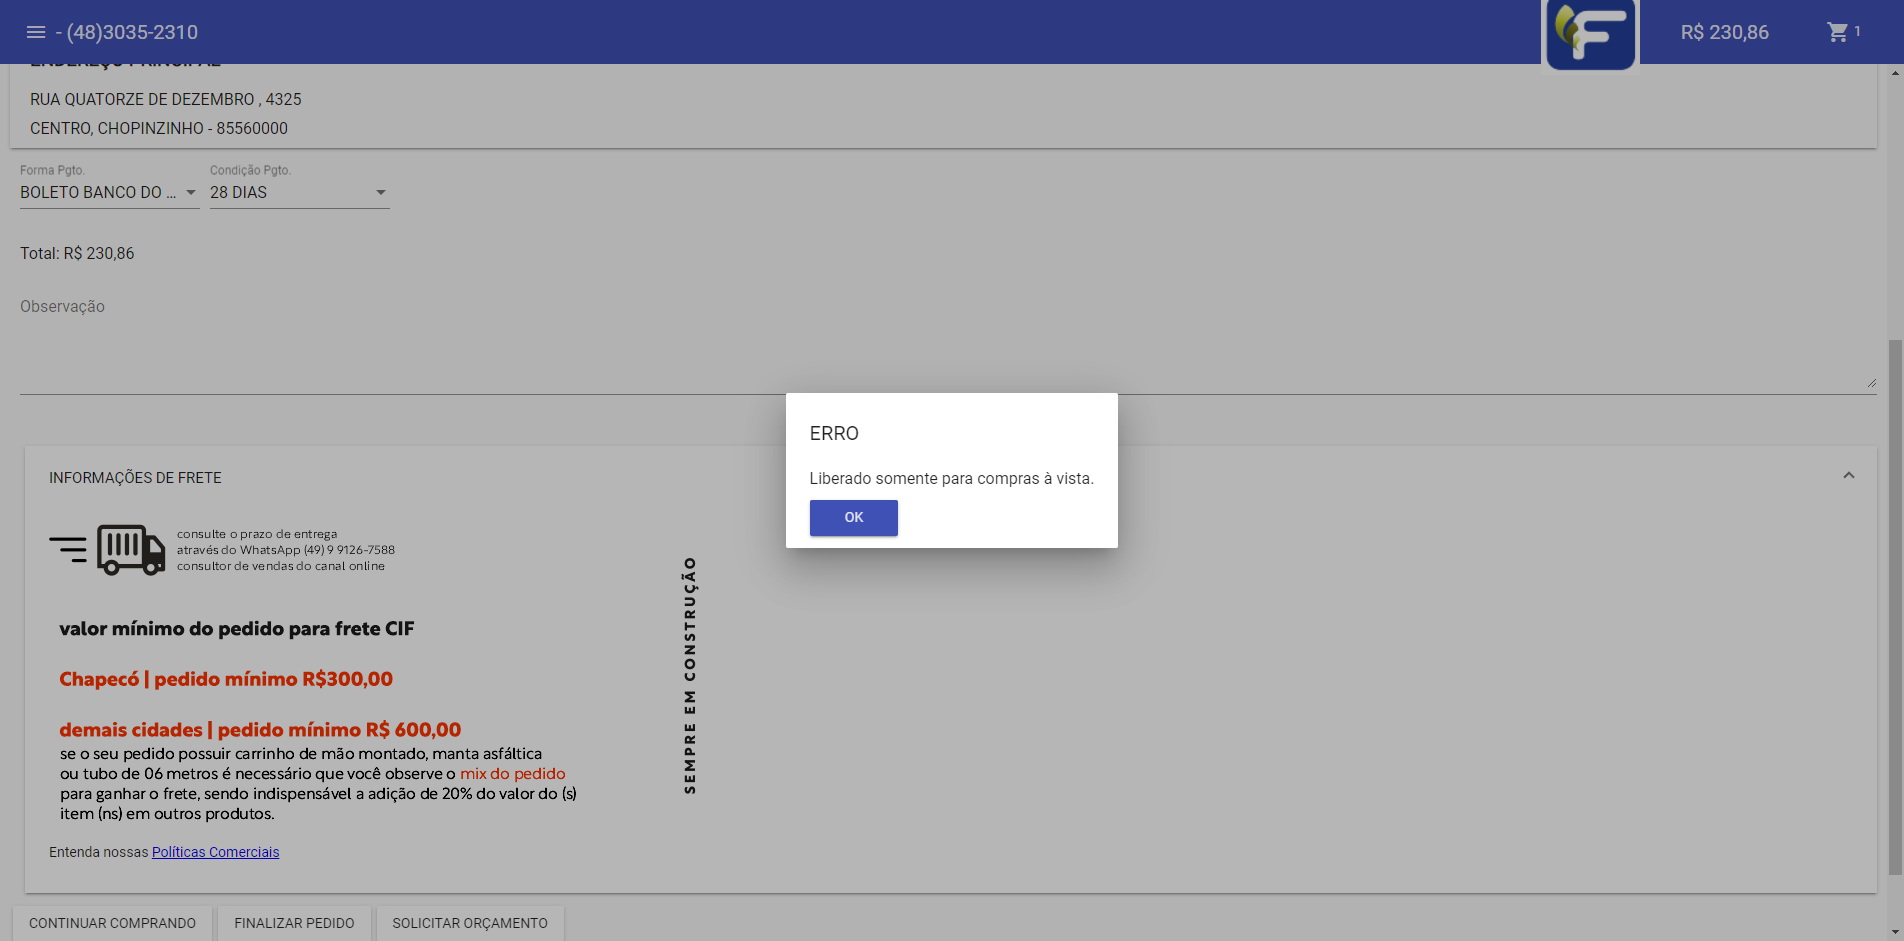 - (48)3035-2310
F
R$ 230,86
1
ENDEREÇO PRINCIPAL
RUA QUATORZE DE DEZEMBRO , 4325
CENTRO, CHOPINZINHO - 85560000
Forma Pgto.
Condição Pgto.
BOLETO BANCO DO ...
28 DIAS
Total: R$ 230,86
Observação
ERRO
Liberado somente para compras à vista.
OK
INFORMAÇÕES DE FRETE
consulte o prazo de entrega
através do WhatsApp (49) 9 9126-7588
consultor de vendas do canal online
valor mínimo do pedido para frete CIF
Chapecó | pedido mínimo R$300,00
demais cidades | pedido mínimo R$ 600,00
se o seu pedido possuir carrinho de mão montado, manta asfáltica
ou tubo de 06 metros é necessário que você observe o mix do pedido
para ganhar o frete, sendo indispensável a adição de 20% do valor do (s)
item (ns) em outros produtos.
SEMPRE EM CONSTRUÇÃO
Entenda nossas Políticas Comerciais
CONTINUAR COMPRANDO
FINALIZAR PEDIDO
SOLICITAR ORÇAMENTO